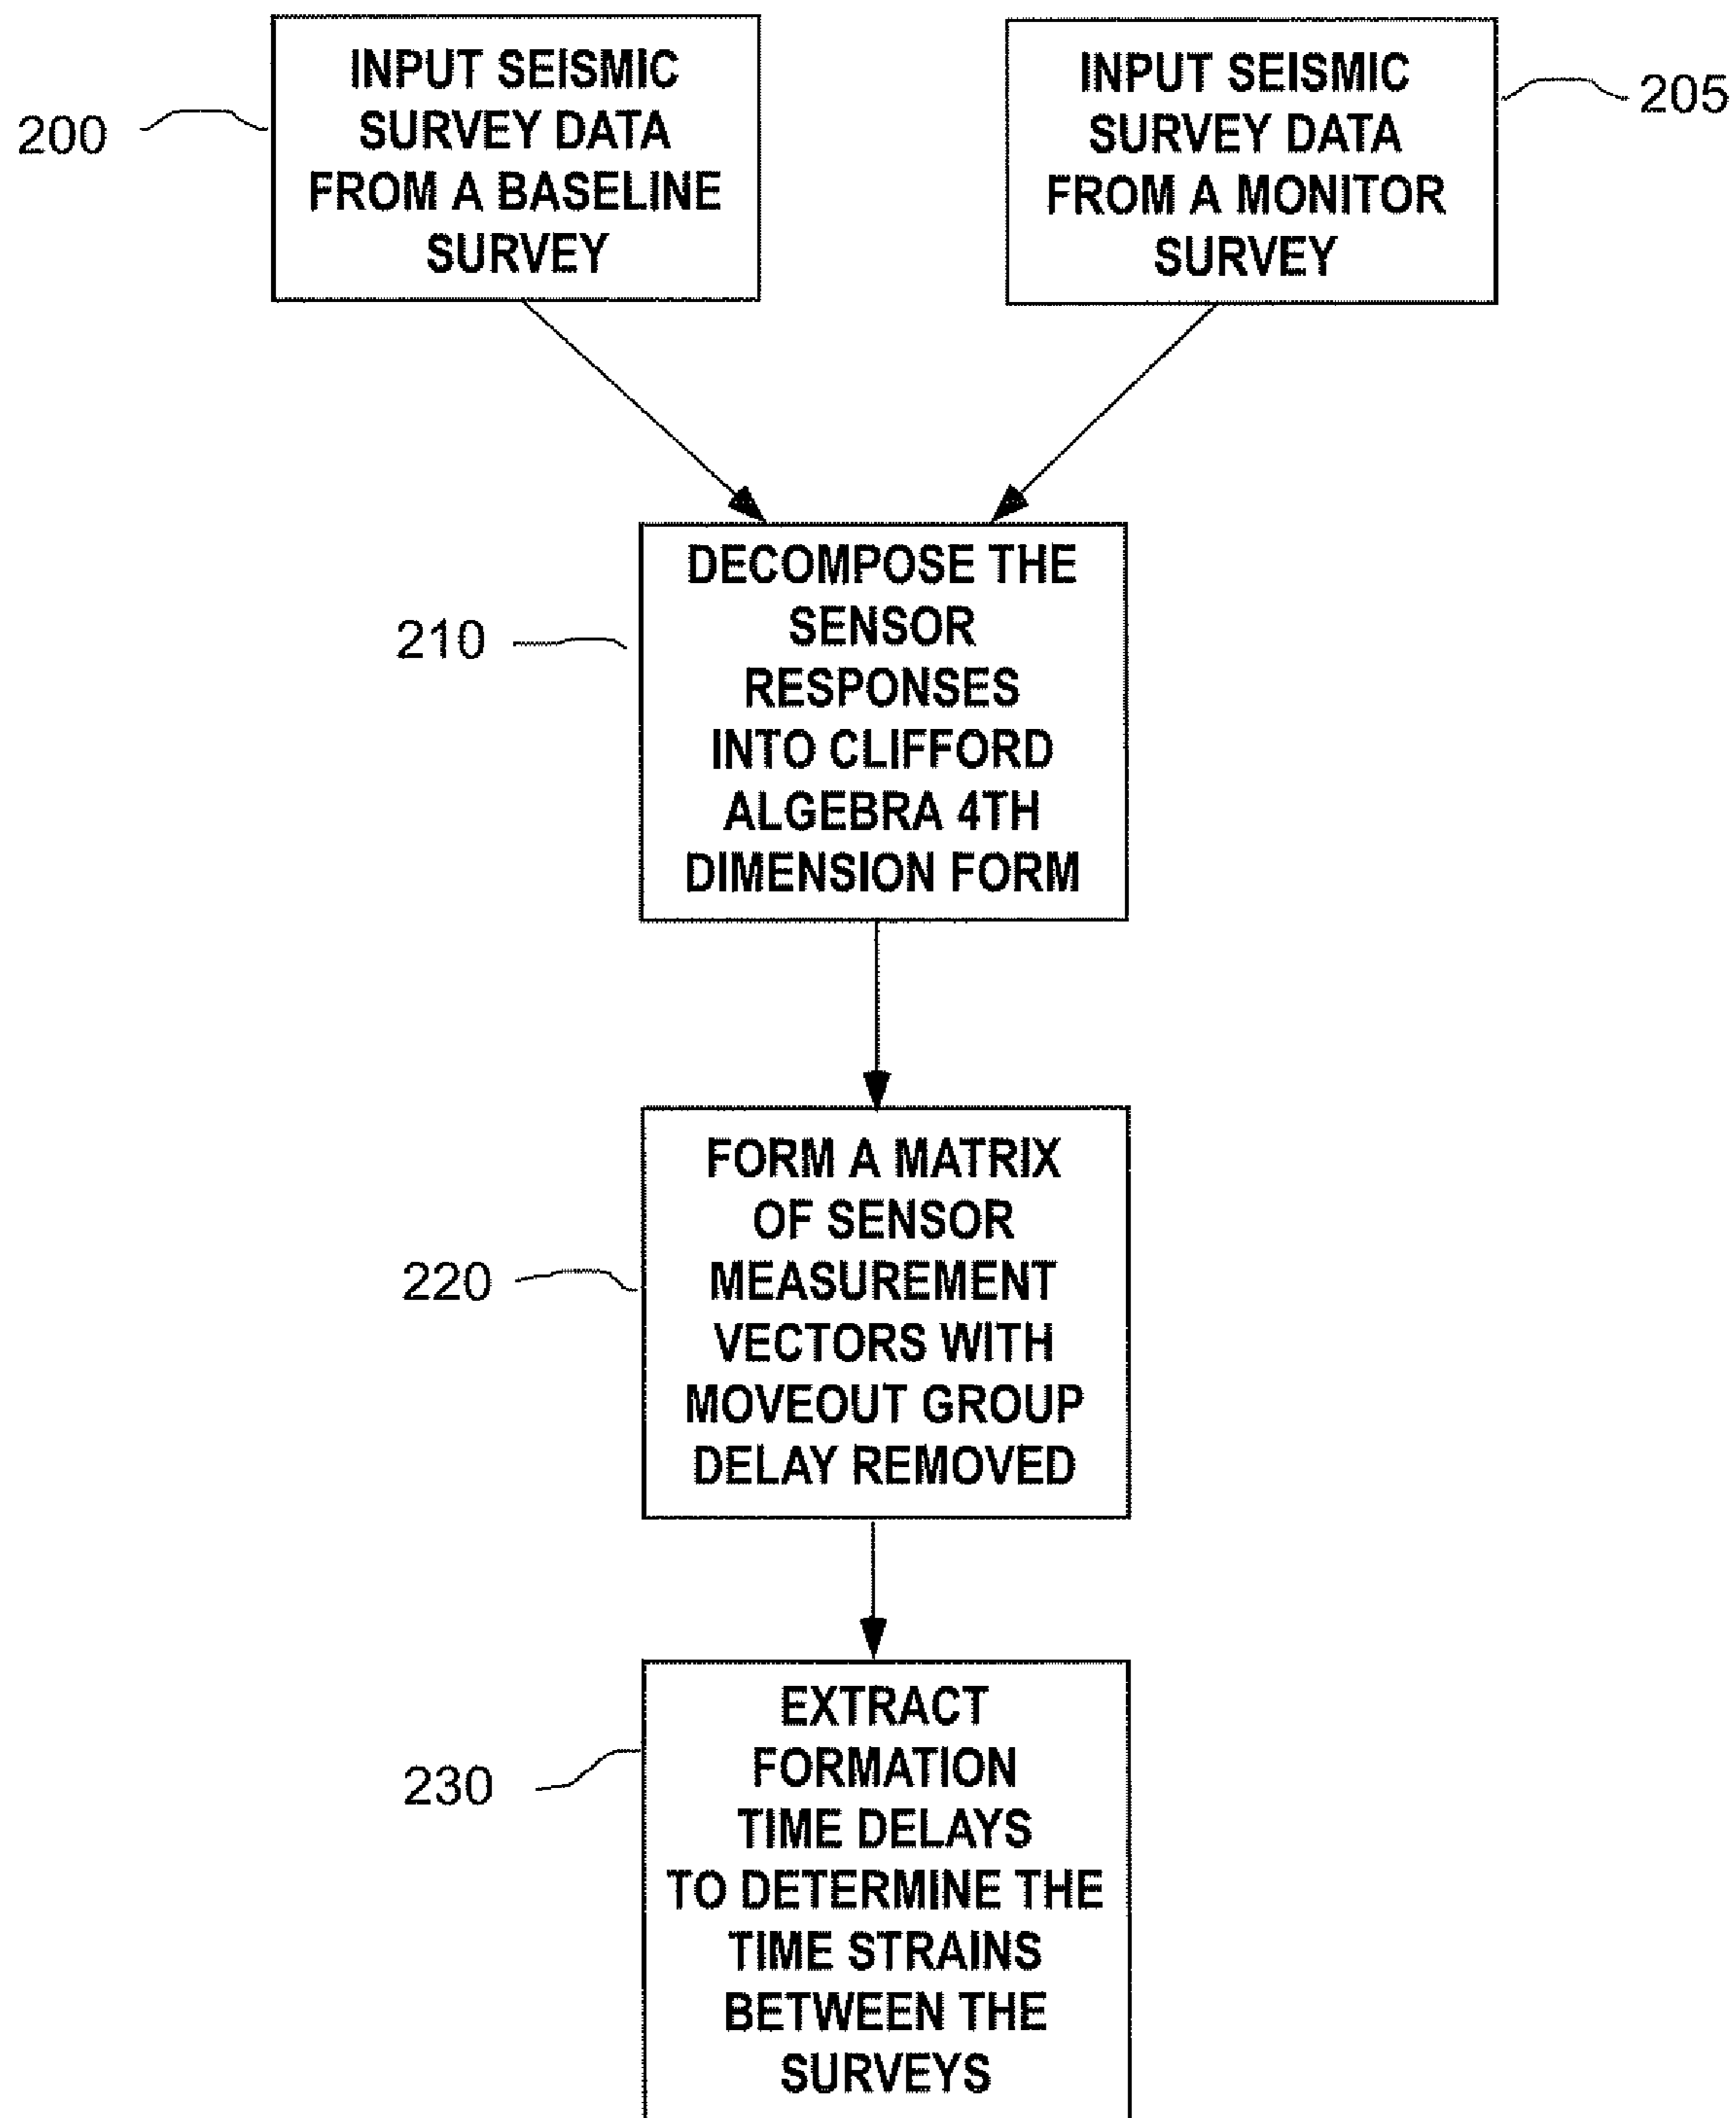 200
INPUT SEISMIC
SURVEY DATA
FROM A BASELINE
SURVEY
INPUT SEISMIC
SURVEY DATA
FROM A MONITOR
SURVEY
205
210
DECOMPOSE THE
SENSOR
RESPONSES
INTO CLIFFORD
ALGEBRA 4TH
DIMENSION FORM
220
FORM A MATRIX
OF SENSOR
MEASUREMENT
VECTORS WITH
MOVEOUT GROUP
DELAY REMOVED
230
EXTRACT
FORMATION
TIME DELAYS
TO DETERMINE THE
TIME STRAINS
BETWEEN THE
SURVEYS